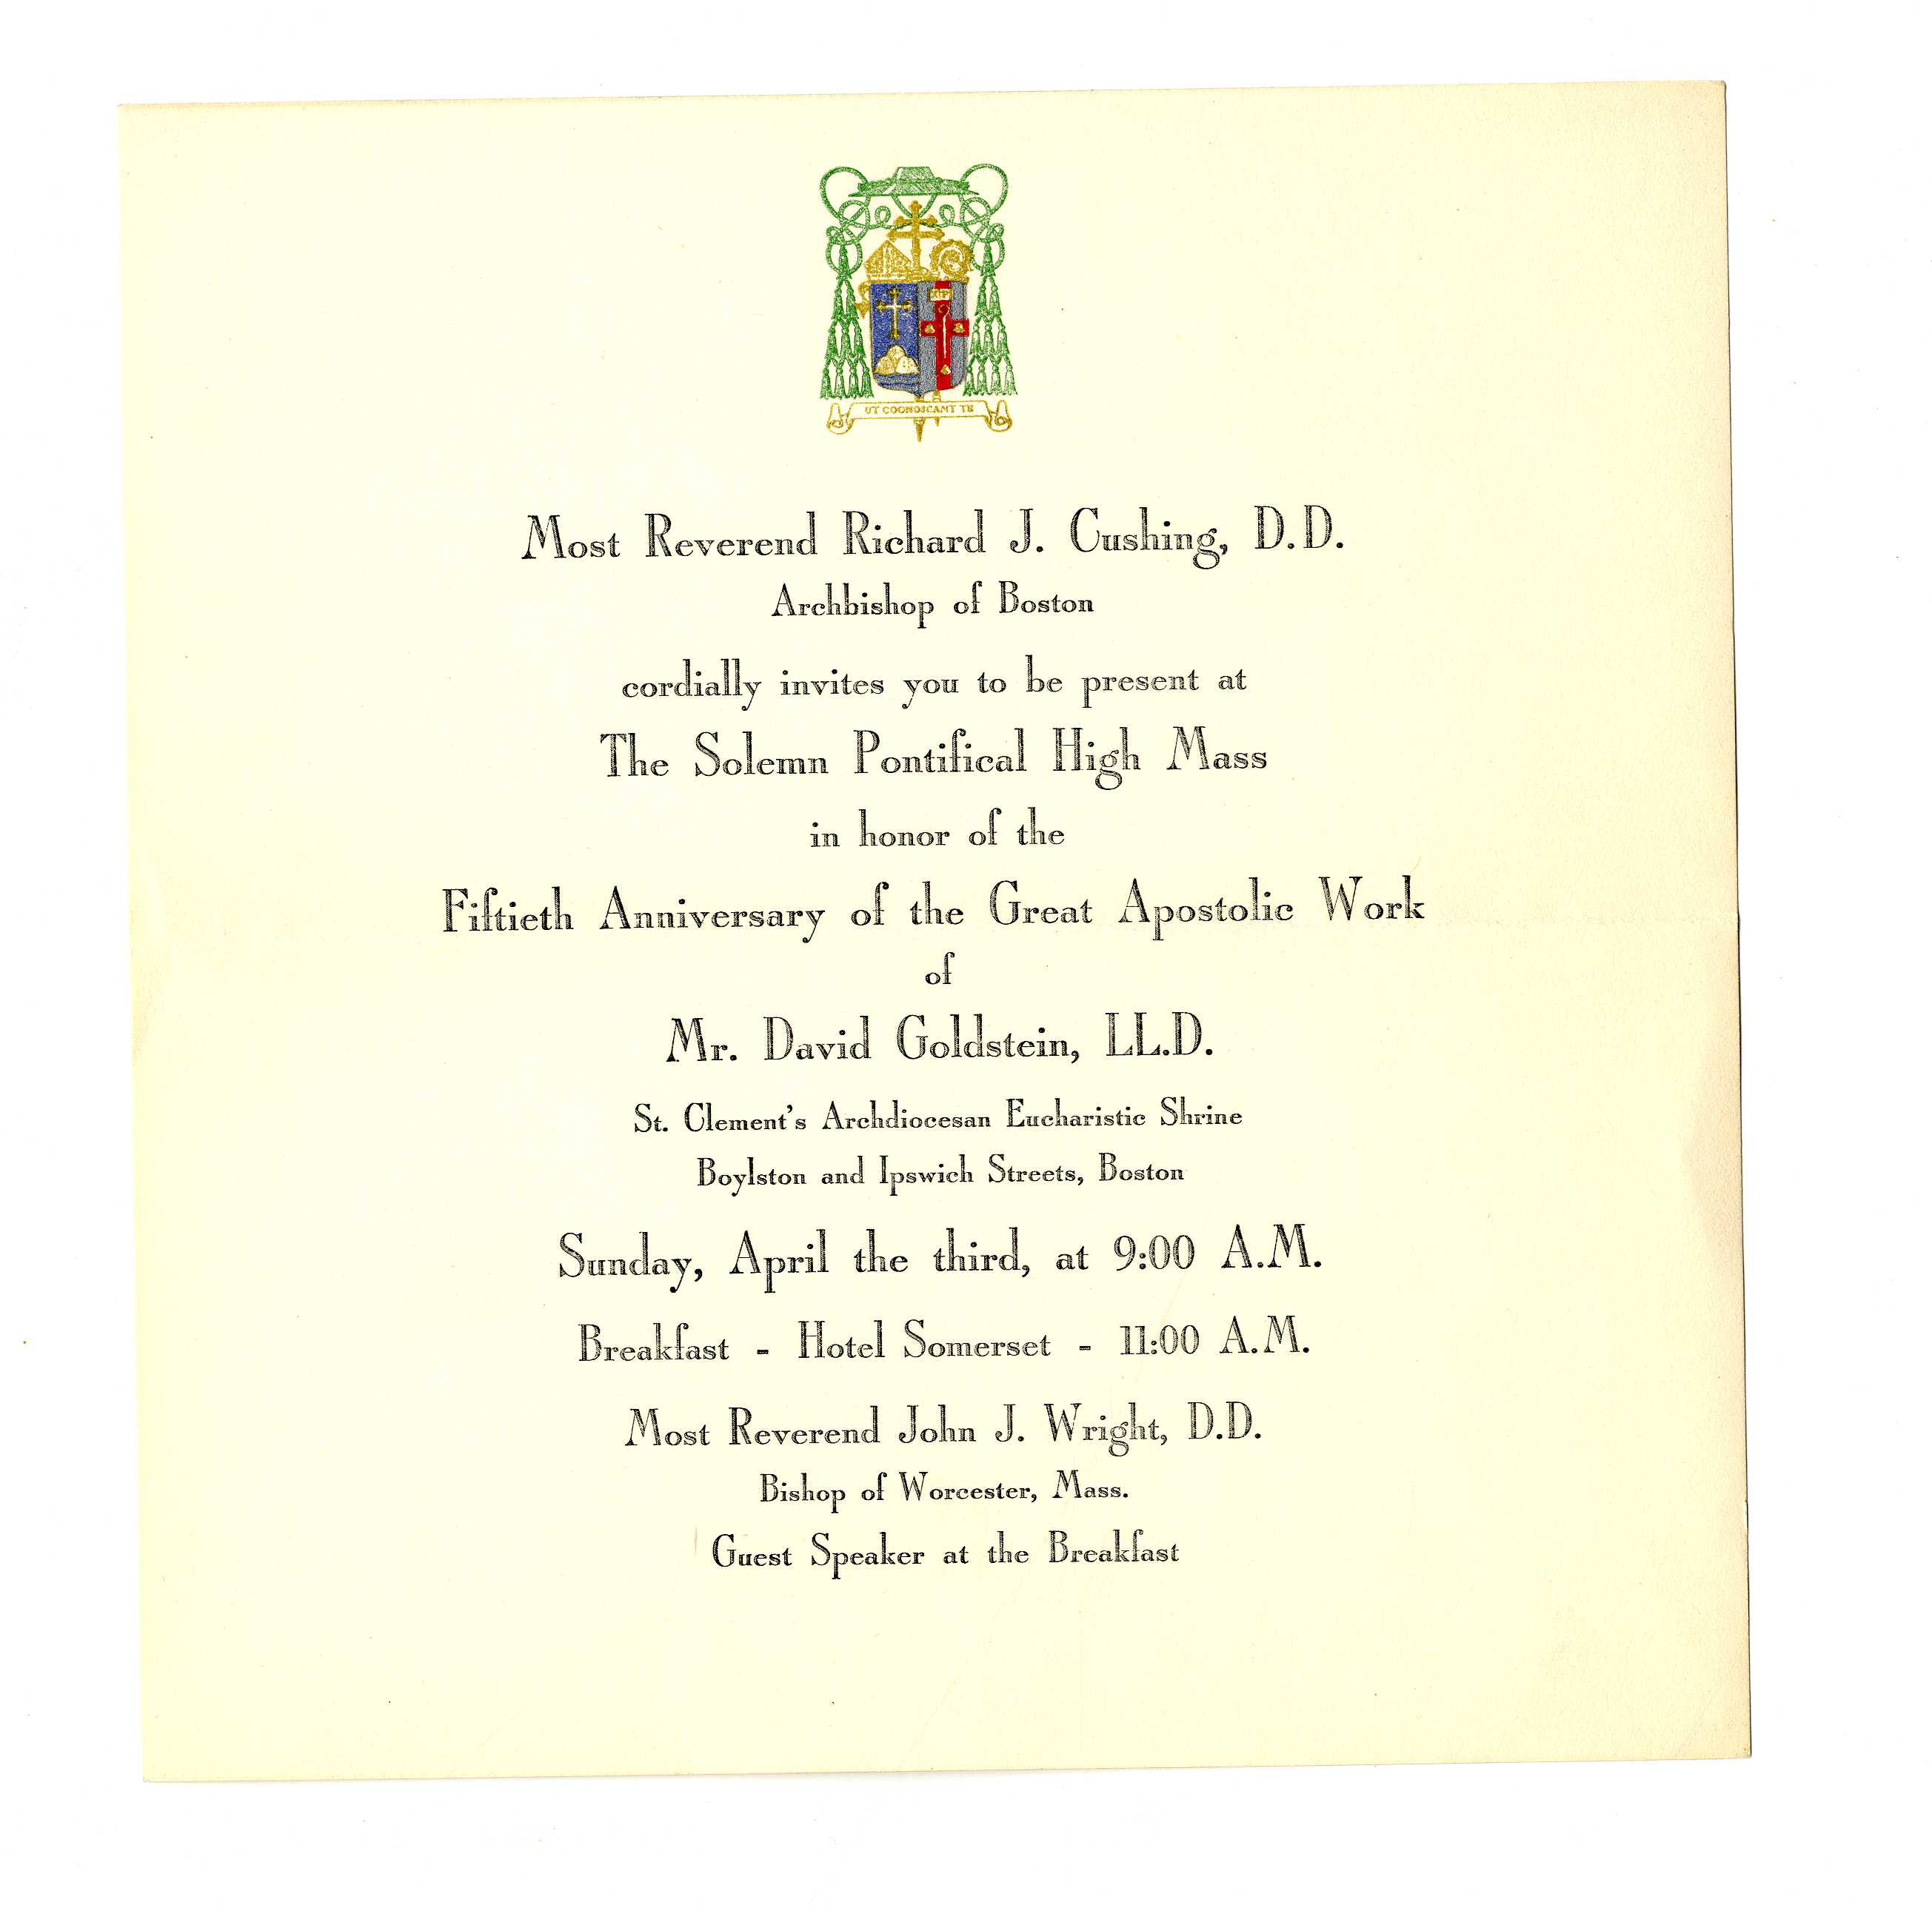 UT COGNOSCANT TE
Most Reverend Richard J. Cushing, D.D.
Archbishop of Boston
cordially invites you to be present at
The Solemn Pontifical High Mass
in honor of the
Fiftieth Anniversary of the Great Apostolic Work
of
Mr. David Goldstein, LL.D.
St. Clement's Archdiocesan Eucharistic Shrine
Boylston and Ipswich Streets, Boston
Sunday, April the third, at 9:00 A.M.
Breakfast - Hotel Somerset - 11:00 A.M.
Most Reverend John J. Wright, D.D.
Bishop of Worcester, Mass.
Guest Speaker at the Breakfast